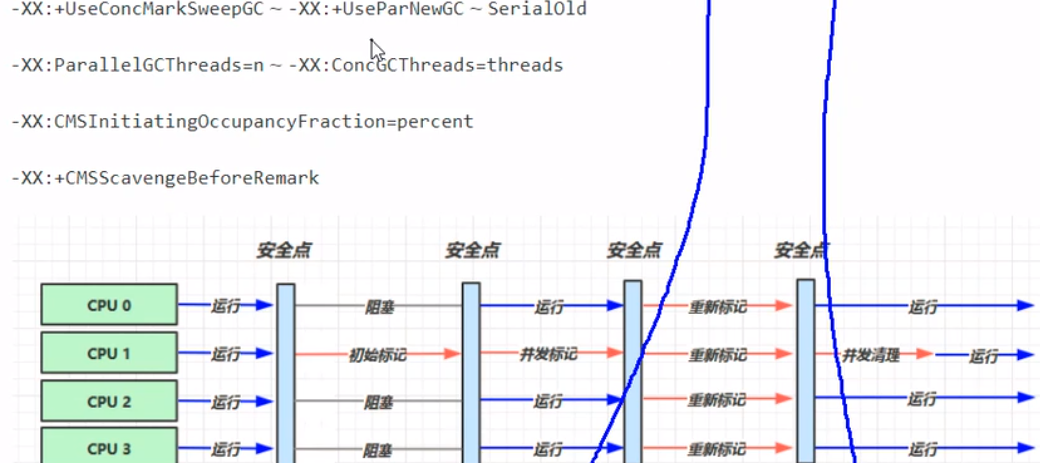 -XX:+UseConcMarkSweepGC ~ -XX:+UseParNewGC ~ SerialOld
-XX:ParallelGCThreads=n ~ -XX:ConcGCThreads=threads
-XX:CMSInitiatingOccupancyFraction=percent
-XX:+CMSScavengeBeforeRemark
安全点 安全点 安全点 安全点
CPU 0 运行 阻塞 运行 重新标记 运行
CPU 1 运行 初始标记 并发标记 重新标记 并发清理 运行
CPU 2 运行 阻塞 运行 重新标记 运行
CPU 3 运行 阻塞 运行 重新标记 运行